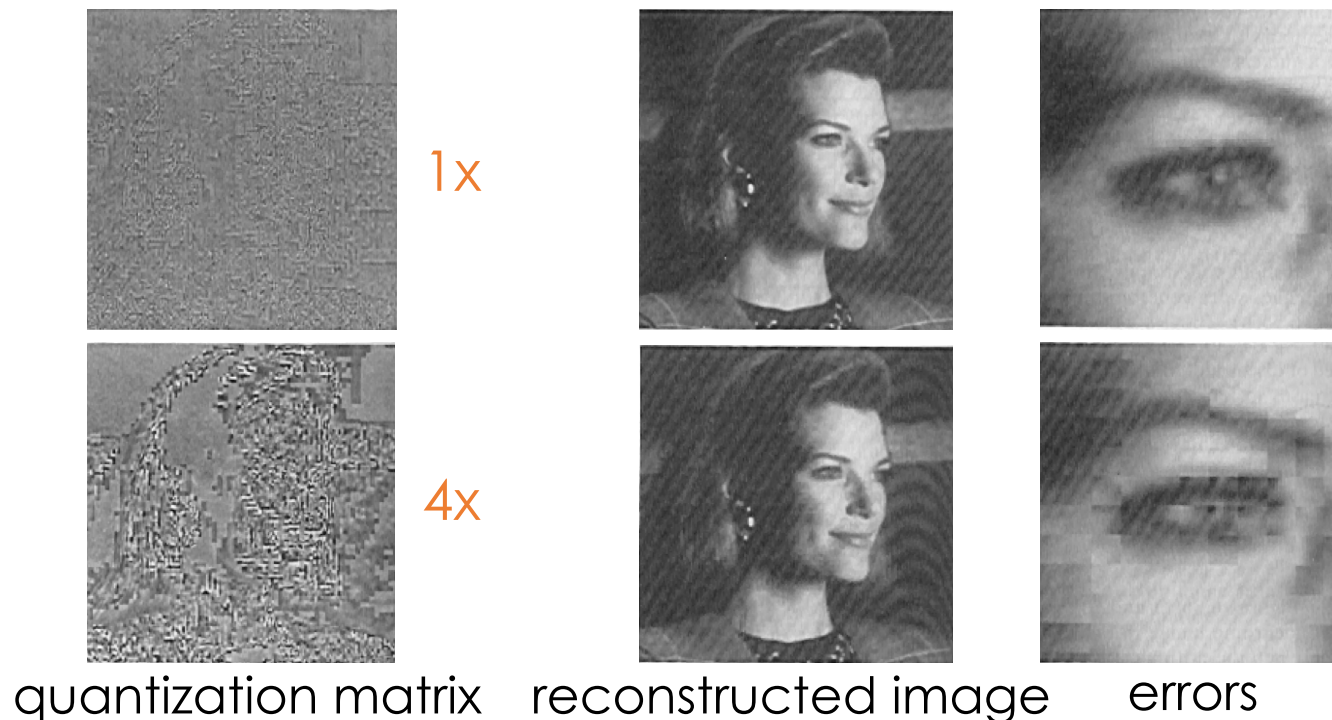 1x
4x
quantization matrix
reconstructed image
errors